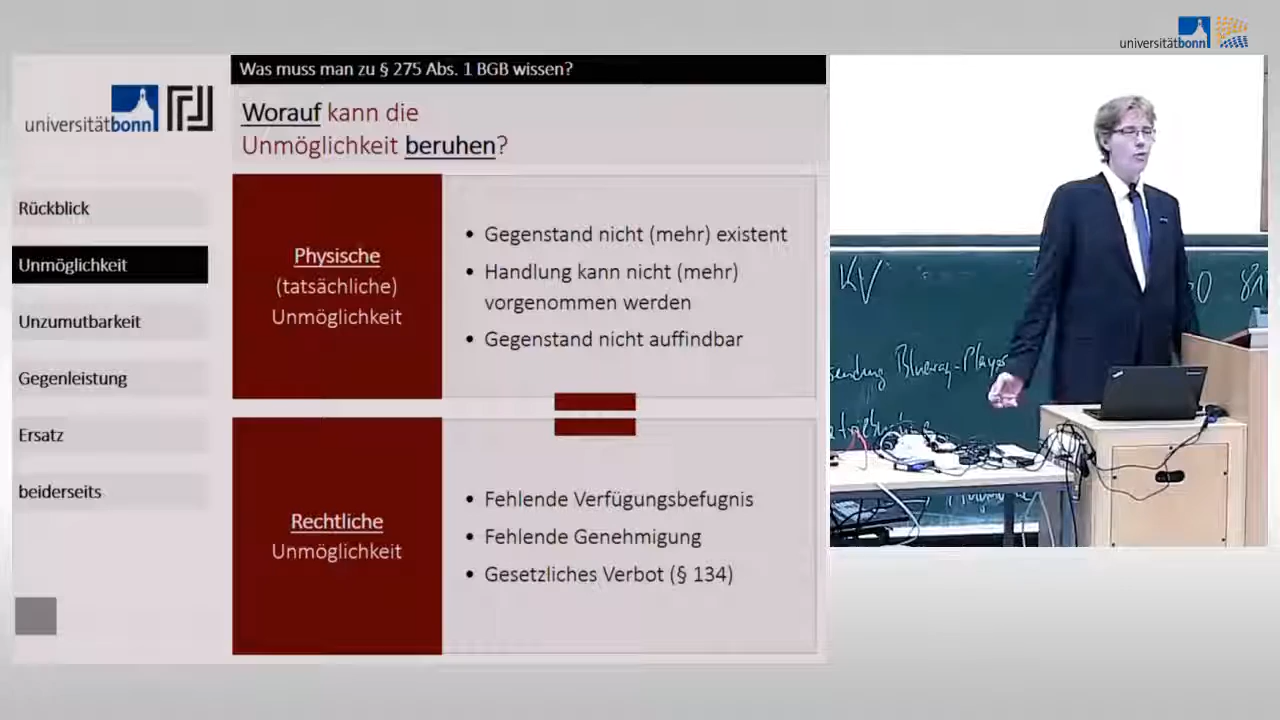 universitätbonn
Was muss man zu § 275 Abs. 1 BGB wissen?
universitätbonn
Worauf kann die
Unmöglichkeit beruhen?
Rückblick
Unmöglichkeit
Unzumutbarkeit
Gegenleistung
Ersatz
beiderseits
Physische
(tatsächliche)
Unmöglichkeit
• Gegenstand nicht (mehr) existent
• Handlung kann nicht (mehr)
vorgenommen werden
• Gegenstand nicht auffindbar
Rechtliche
Unmöglichkeit
• Fehlende Verfügungsbefugnis
• Fehlende Genehmigung
• Gesetzliches Verbot (§ 134)
KV
Blueray-Player